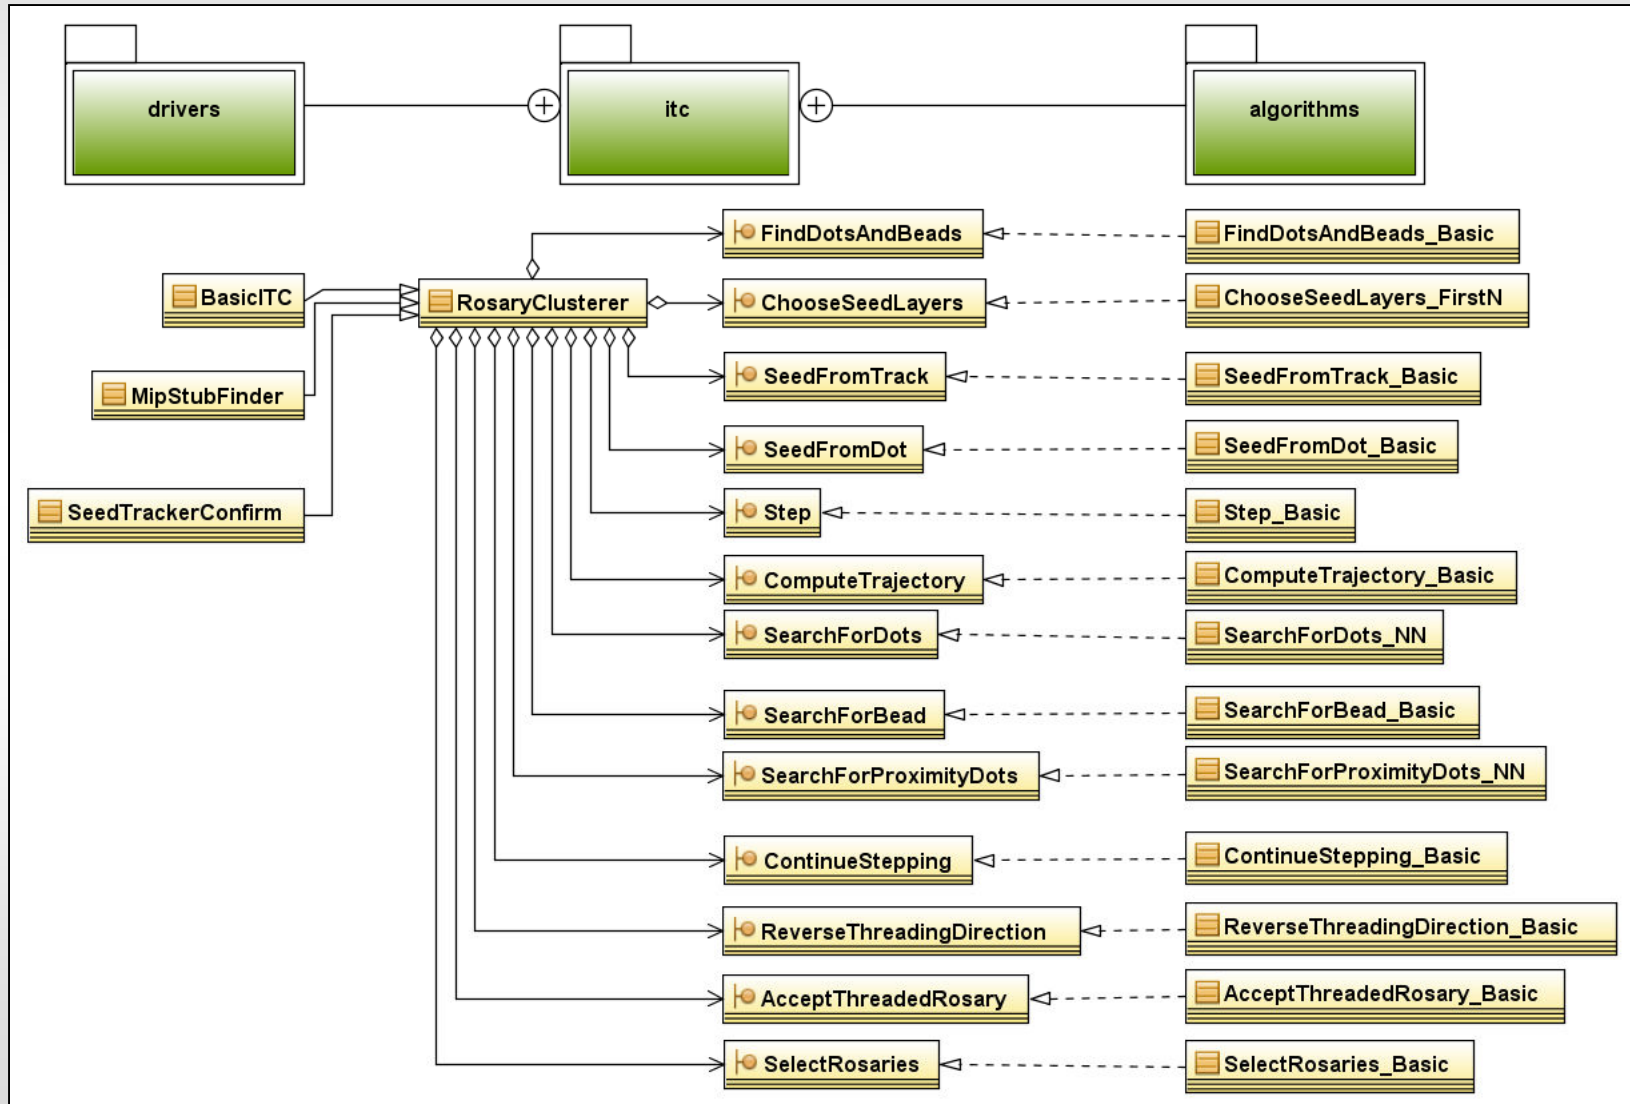 drivers
itc
algorithms
FindDotsAndBeads
FindDotsAndBeads_Basic
BasicITC
RosaryClusterer
ChooseSeedLayers
ChooseSeedLayers_FirstN
MipStubFinder
SeedFromTrack
SeedFromTrack_Basic
SeedFromDot
SeedFromDot_Basic
SeedTrackerConfirm
Step
Step_Basic
ComputeTrajectory
ComputeTrajectory_Basic
SearchForDots
SearchForDots_NN
SearchForBead
SearchForBead_Basic
SearchForProximityDots
SearchForProximityDots_NN
ContinueStepping
ContinueStepping_Basic
ReverseThreadingDirection
ReverseThreadingDirection_Basic
AcceptThreadedRosary
AcceptThreadedRosary_Basic
SelectRosaries
SelectRosaries_Basic